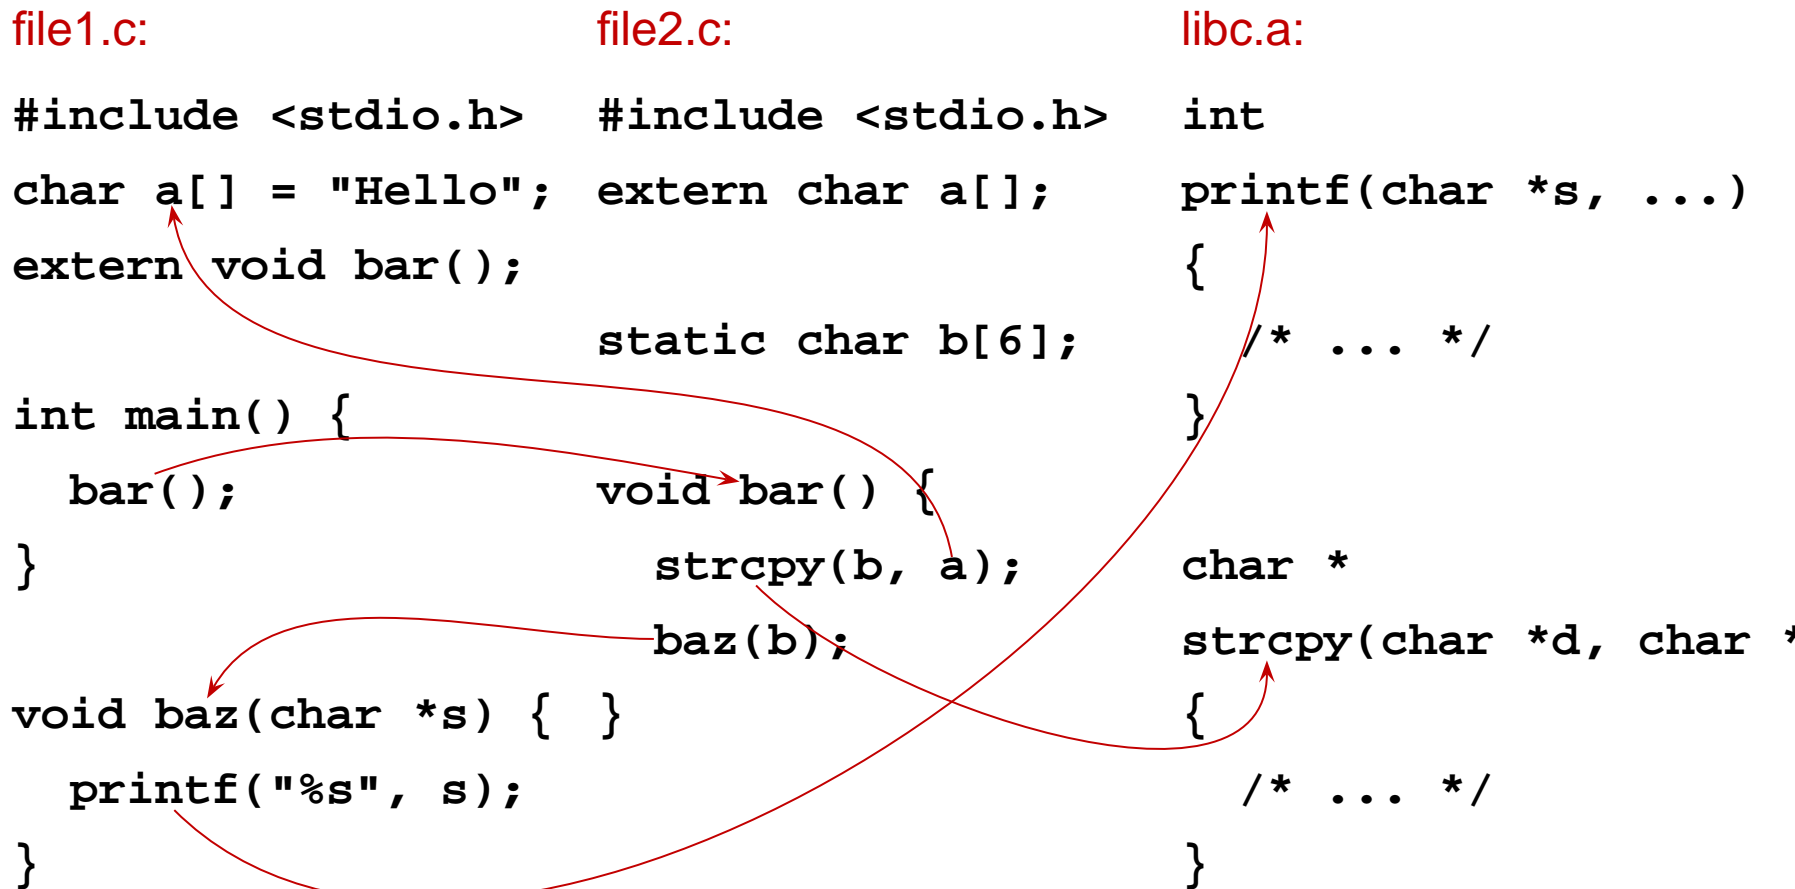 file1.c:
#include <stdio.h>
char a[] = "Hello";
extern void bar();
int main() {
  bar();
}
void baz(char *s) {
  printf("%s", s);
}
file2.c:
#include <stdio.h>
extern char a[];
static char b[6];
void bar() {
  strcpy(b, a);
  baz(b);
}
libc.a:
int
printf(char *s, ...)
{
  /* ... */
}
char *
strcpy(char *d, char *
{
  /* ... */
}